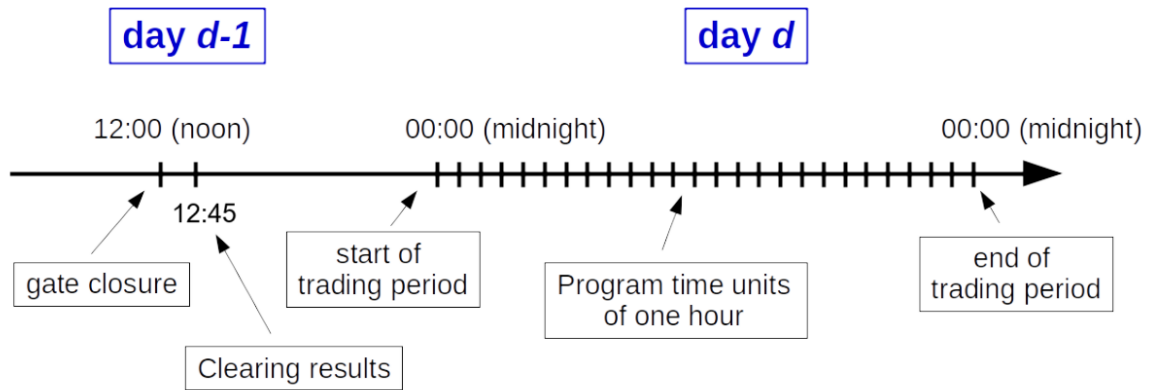 day d-1
day d
12:00 (noon)
00:00 (midnight)
00:00 (midnight)
12:45
gate closure
start of
trading period
Program time units
of one hour
end of
trading period
Clearing results